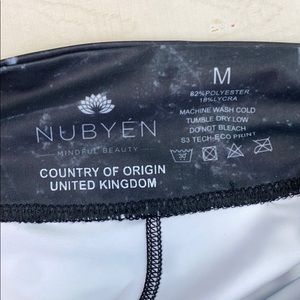 M
82%POLYESTER
18%LYCRA
MACHINE WASH COLD
TUMBLE DRY LOW
DO NOT BLEACH
S3 TECH-ECO PRINT
NUBYÉN
MINDFUL BEAUTY
COUNTRY OF ORIGIN
UNITED KINGDOM